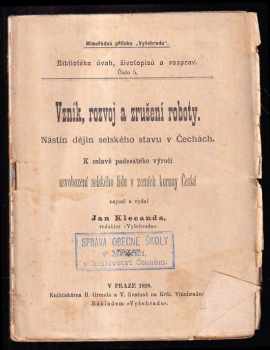 Mimořádná příloha „Vyšehradu“.
Bibliotéka úvah, životopisů a rozprav.
Číslo 5.
Vznik, rozvoj a zrušení roboty.
Nástin dějin selského stavu v Čechách.
K oslavě padesátého výročí
osvobození selského lidu v zemích koruny České
napsal a vydal
Jan Klecanda,
redaktor »Vyšehradu«.
SPRÁVA OBECNÉ ŠKOLY
V PRAZE 1898.
Knihtiskárna B. Grunda a V. Svatoně na Král. Vinohradech.
Nákladem »Vyšehradu«.